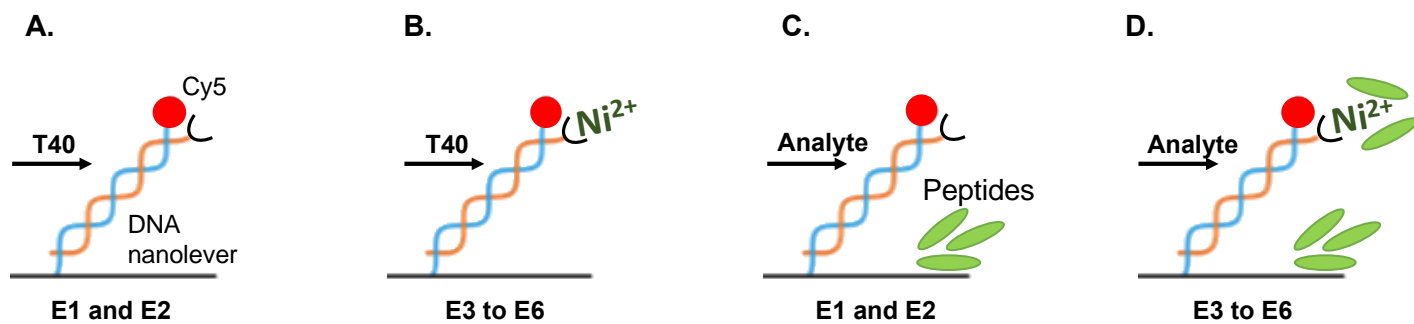 A.
Cy5
T40
DNA
nanolever
E1 and E2
B.
Ni²⁺
T40
E3 to E6
C.
Analyte
Peptides
E1 and E2
D.
Ni²⁺
Analyte
E3 to E6